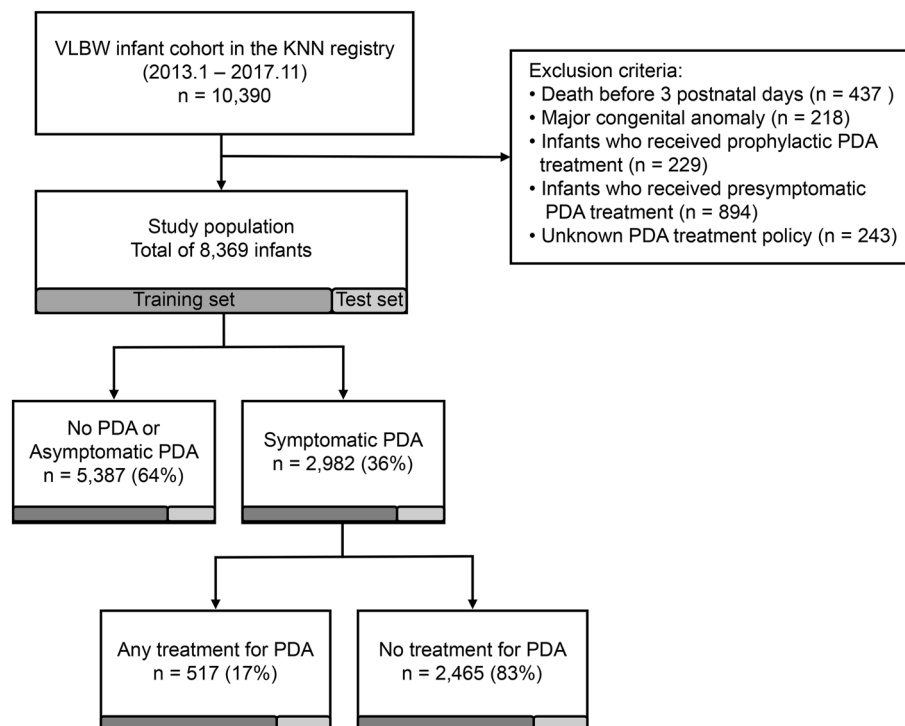 VLBW infant cohort in the KNN registry
(2013.1 – 2017.11)
n = 10,390
Exclusion criteria:
• Death before 3 postnatal days (n = 437 )
• Major congenital anomaly (n = 218)
• Infants who received prophylactic PDA
treatment (n = 229)
• Infants who received presymptomatic
PDA treatment (n = 894)
• Unknown PDA treatment policy (n = 243)
Study population
Total of 8,369 infants
Training set
Test set
No PDA or
Asymptomatic PDA
n = 5,387 (64%)
Symptomatic PDA
n = 2,982 (36%)
Any treatment for PDA
n = 517 (17%)
No treatment for PDA
n = 2,465 (83%)